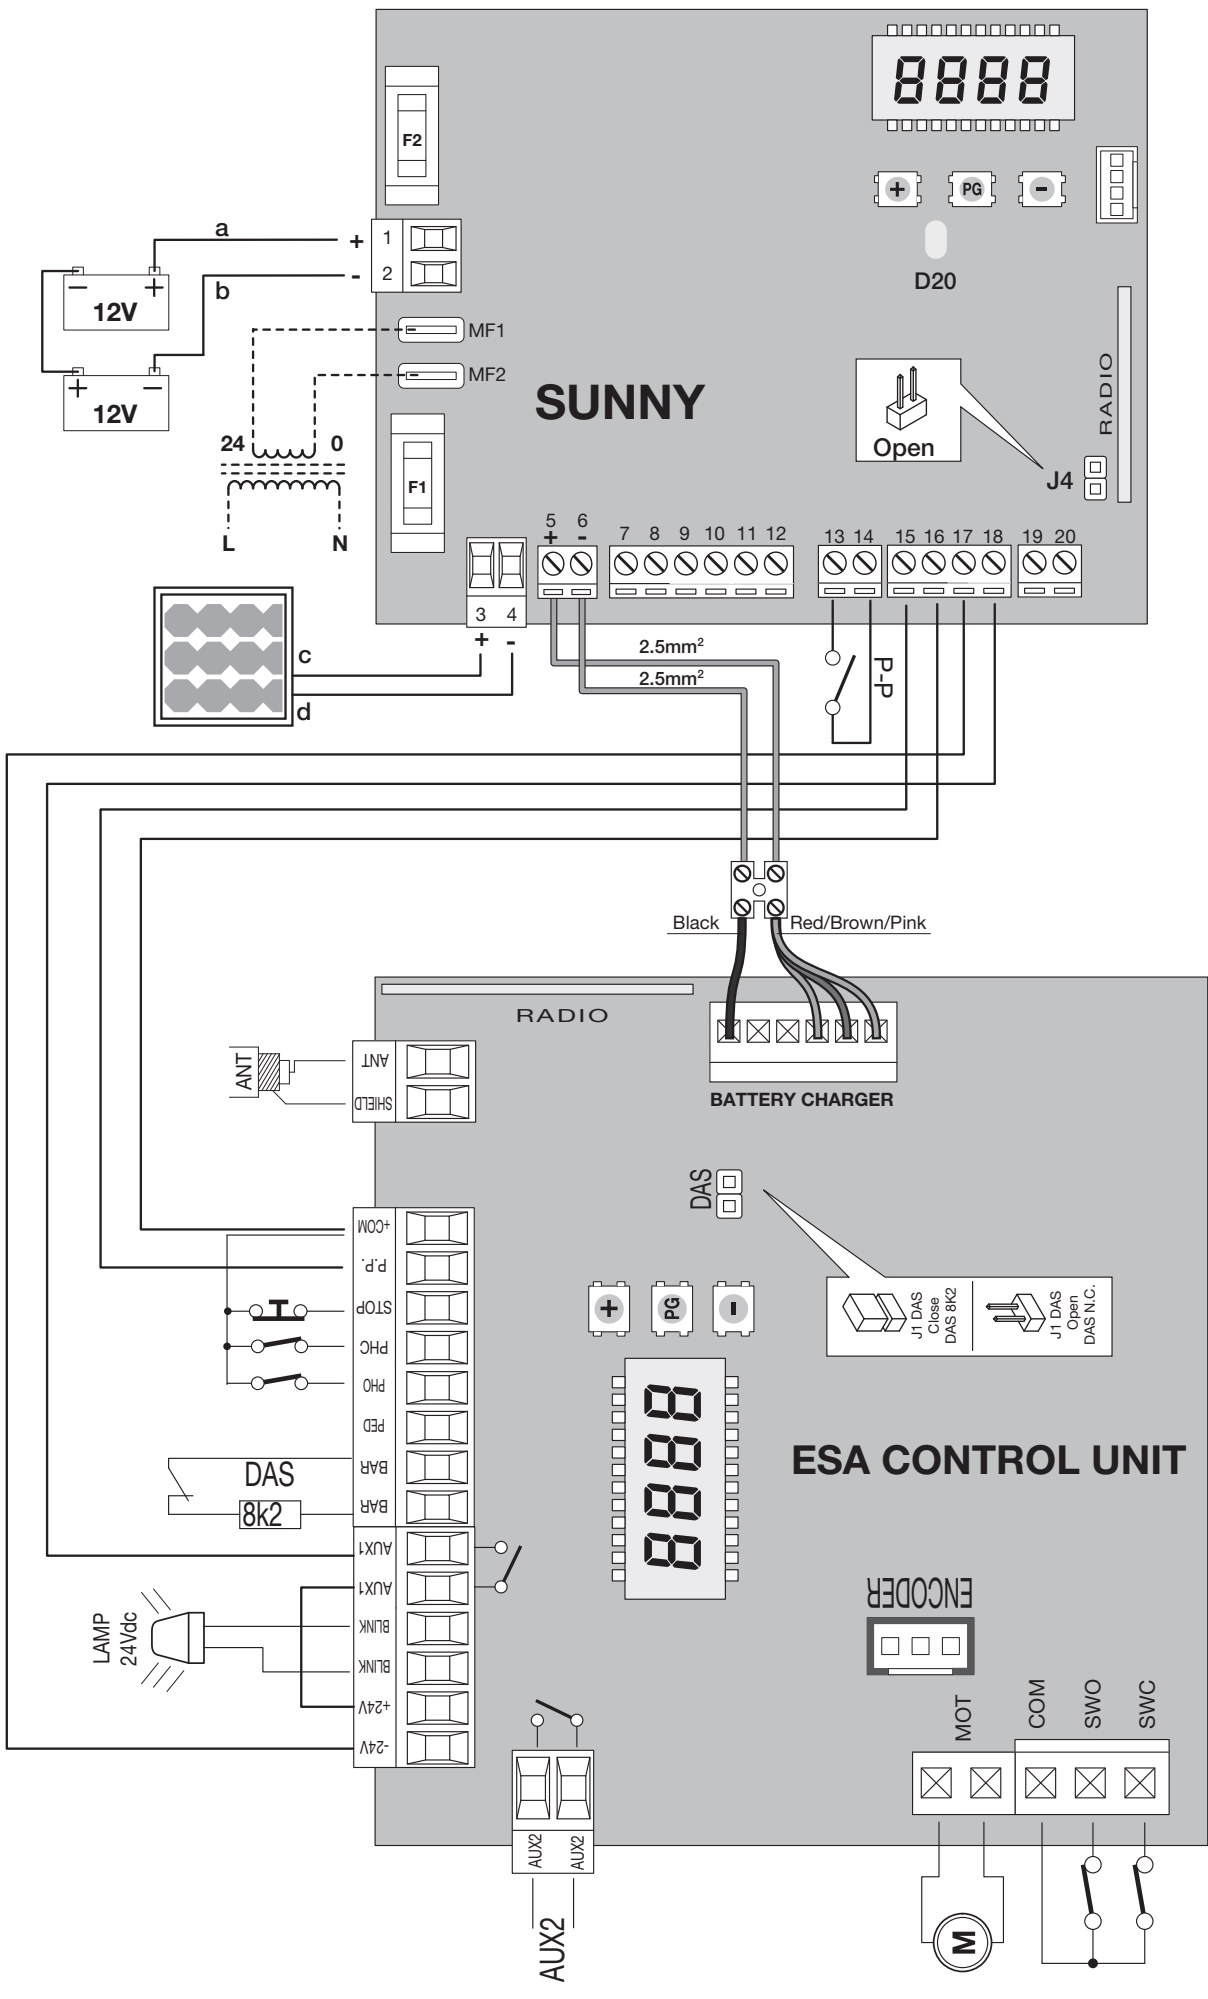 8888
F2
+ PG -
D20
a
+ 1
- 2
b
- +
12V
+ -
12V
MF1
MF2
SUNNY
RADIO
Open
J4
24 0
L N
F1
5 6 7 8 9 10 11 12 13 14 15 16 17 18 19 20
+ -
3 4
+ -
c
d
2.5mm²
2.5mm²
P-P
Black
Red/Brown/Pink
RADIO
BATTERY CHARGER
ANT
ANT
SHIELD
DAS
+COM
P.P.
STOP
PHC
PHO
PED
BAR
BAR
DAS
8k2
+ PG -
J1 DAS
Close
DAS 8K2
J1 DAS
Open
DAS N.C.
8888
ESA CONTROL UNIT
AUX1
AUX1
BLINK
BLINK
+24V
-24V
LAMP
24Vdc
ENCODER
MOT
COM
SWO
SWC
AUX2
AUX2
AUX2
M